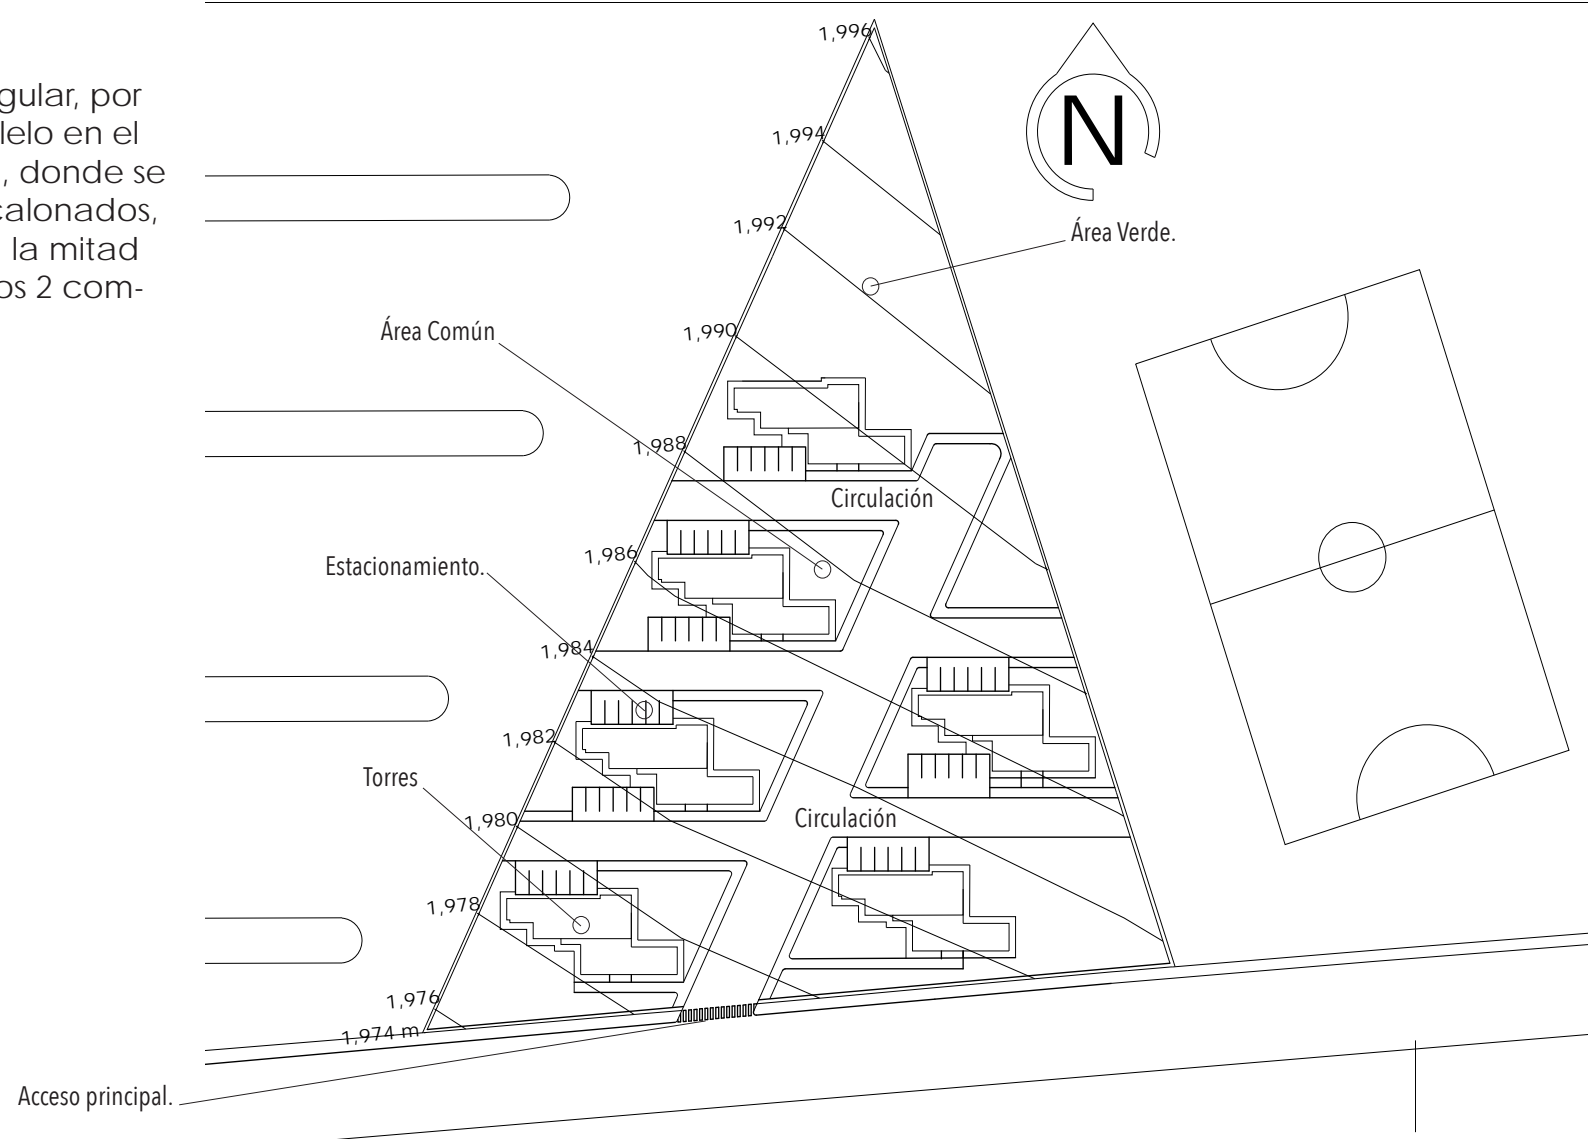 gular, por
lelo en el
, donde se
calonados,
la mitad
os 2 com-
1,996
N
1,994
1,992
Área Verde.
1,990
Área Común
1,988
Circulación
1,986
Estacionamiento.
1,984
1,982
Torres
1,980
Circulación
1,978
1,976
1,974 m
Acceso principal.